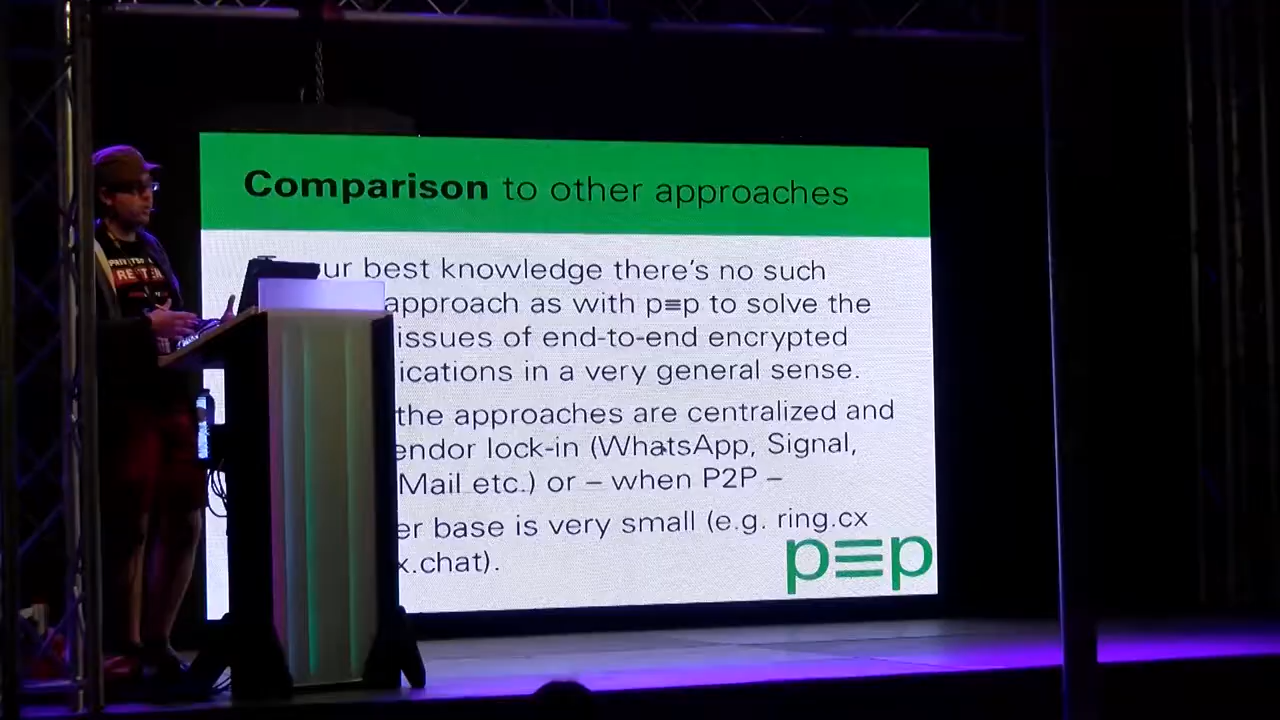 Comparison to other approaches
ur best knowledge there's no such
approach as with p≡p to solve the
issues of end-to-end encrypted
ications in a very general sense.
the approaches are centralized and
endor lock-in (WhatsApp, Signal,
Mail etc.) or – when P2P –
er base is very small (e.g. ring.cx
x.chat).
p≡p